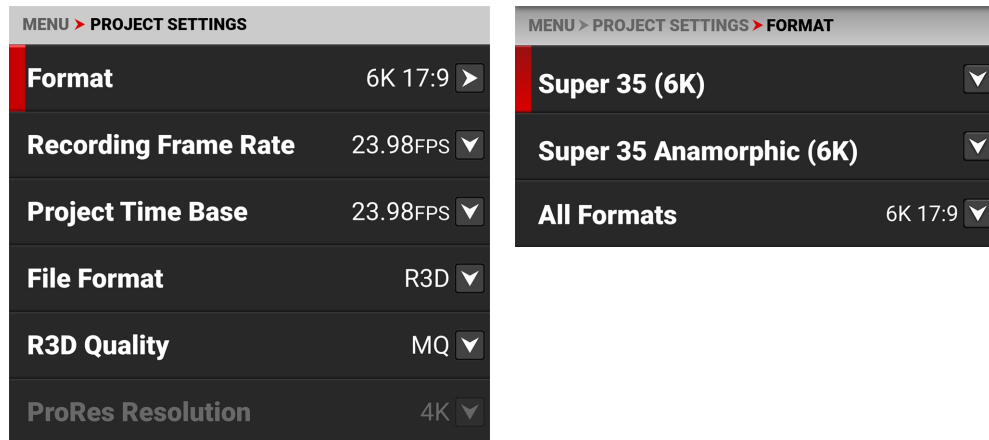 MENU > PROJECT SETTINGS
Format 6K 17:9
Recording Frame Rate 23.98FPS
Project Time Base 23.98FPS
File Format R3D
R3D Quality MQ
ProRes Resolution 4K
MENU > PROJECT SETTINGS > FORMAT
Super 35 (6K)
Super 35 Anamorphic (6K)
All Formats 6K 17:9